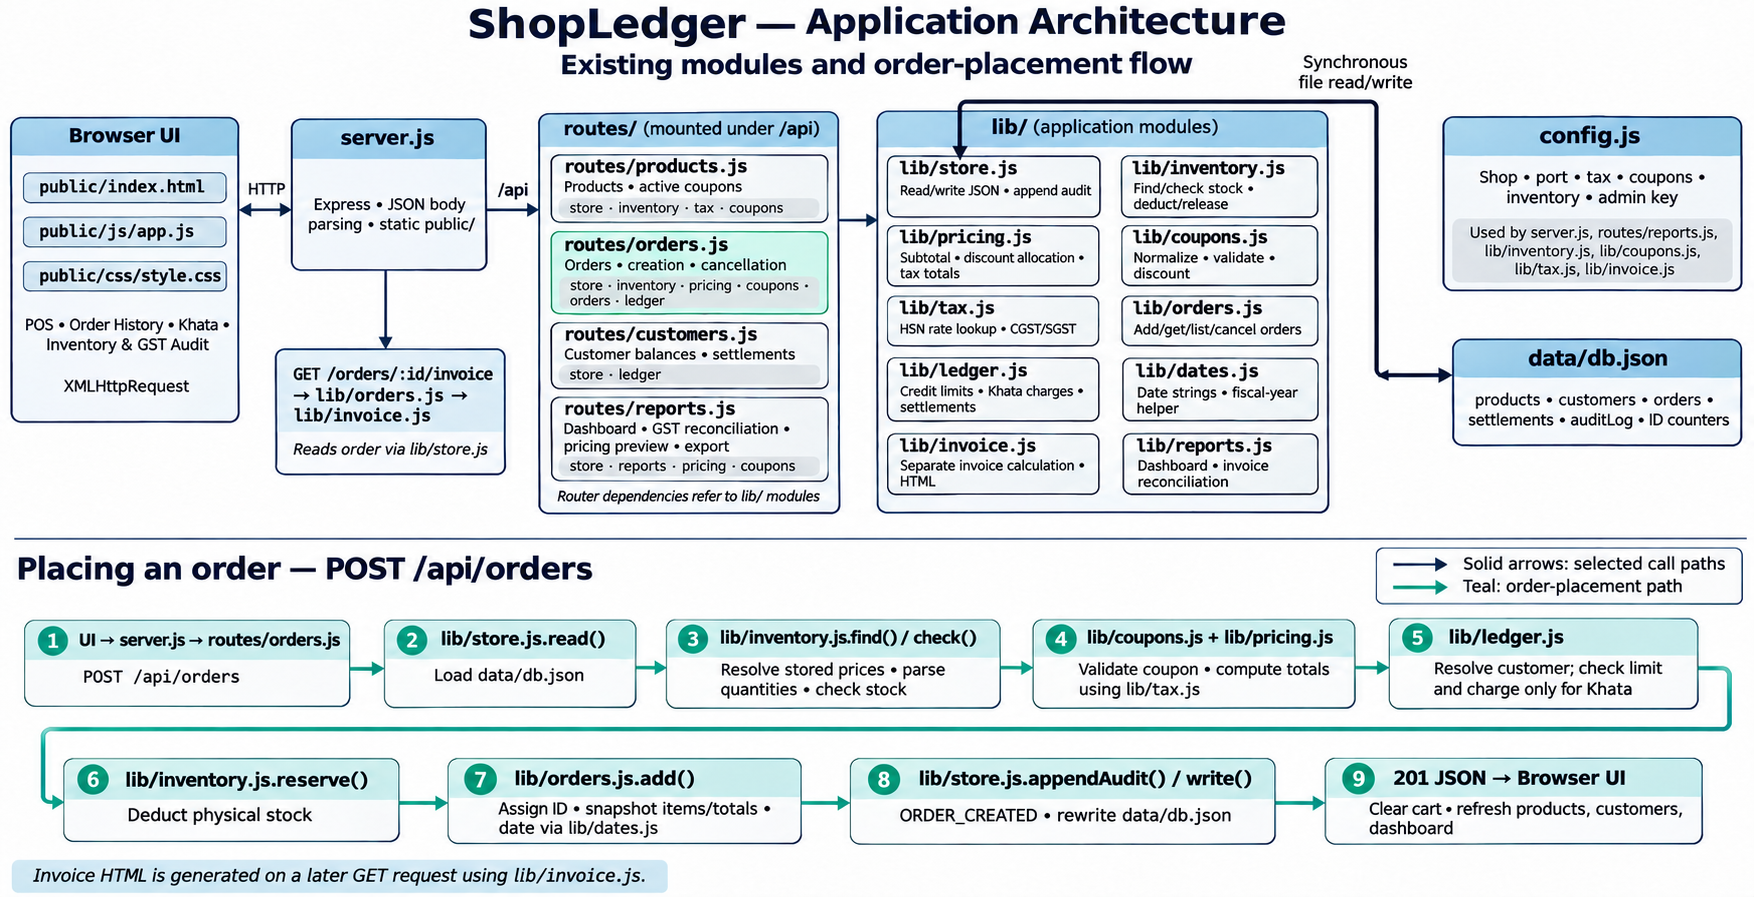 ShopLedger — Application Architecture
Existing modules and order-placement flow
Synchronous
file read/write
Browser UI
public/index.html
public/js/app.js
public/css/style.css
POS • Order History • Khata •
Inventory & GST Audit
XMLHttpRequest
HTTP
server.js
Express • JSON body
parsing • static public/
/api
GET /orders/:id/invoice
→ lib/orders.js →
lib/invoice.js
Reads order via lib/store.js
routes/ (mounted under /api)
routes/products.js
Products • active coupons
store · inventory · tax · coupons
routes/orders.js
Orders • creation • cancellation
store · inventory · pricing · coupons ·
orders · ledger
routes/customers.js
Customer balances • settlements
store · ledger
routes/reports.js
Dashboard • GST reconciliation •
pricing preview • export
store · reports · pricing · coupons
Router dependencies refer to lib/ modules
lib/ (application modules)
lib/store.js
Read/write JSON • append audit
lib/inventory.js
Find/check stock •
deduct/release
lib/pricing.js
Subtotal • discount allocation •
tax totals
lib/coupons.js
Normalize • validate •
discount
lib/tax.js
HSN rate lookup • CGST/SGST
lib/orders.js
Add/get/list/cancel orders
lib/ledger.js
Credit limits • Khata charges •
settlements
lib/dates.js
Date strings • fiscal-year
helper
lib/invoice.js
Separate invoice calculation •
HTML
lib/reports.js
Dashboard • invoice
reconciliation
config.js
Shop • port • tax • coupons •
inventory • admin key
Used by server.js, routes/reports.js,
lib/inventory.js, lib/coupons.js,
lib/tax.js, lib/invoice.js
data/db.json
products • customers • orders •
settlements • auditLog • ID counters
Placing an order — POST /api/orders
Solid arrows: selected call paths
Teal: order-placement path
1 UI → server.js → routes/orders.js
POST /api/orders
2 lib/store.js.read()
Load data/db.json
3 lib/inventory.js.find() / check()
Resolve stored prices • parse
quantities • check stock
4 lib/coupons.js + lib/pricing.js
Validate coupon • compute totals
using lib/tax.js
5 lib/ledger.js
Resolve customer; check limit
and charge only for Khata
6 lib/inventory.js.reserve()
Deduct physical stock
7 lib/orders.js.add()
Assign ID • snapshot items/totals •
date via lib/dates.js
8 lib/store.js.appendAudit() / write()
ORDER_CREATED • rewrite data/db.json
9 201 JSON → Browser UI
Clear cart • refresh products, customers,
dashboard
Invoice HTML is generated on a later GET request using lib/invoice.js.